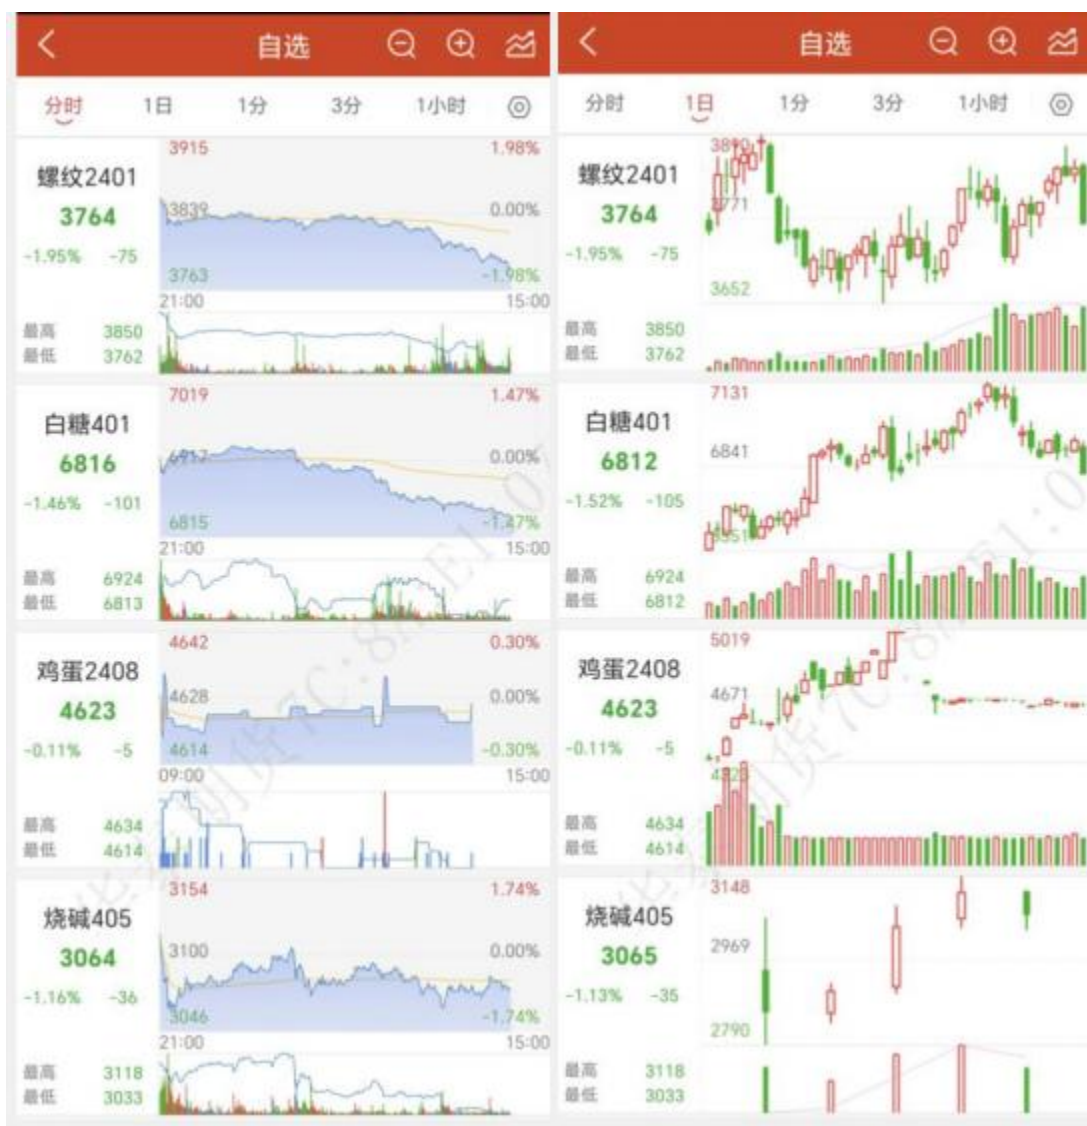 自选
分时 1日 1分 3分 1小时
螺纹2401
3764
-1.95% -75
3915 1.98%
3839 0.00%
3763 -1.98%
21:00 15:00
最高 3850
最低 3762
白糖401
6816
-1.46% -101
7019 1.47%
0.00%
6815 -1.47%
21:00 15:00
最高 6924
最低 6813
鸡蛋2408
4623
-0.11% -5
4642 0.30%
4628 0.00%
4614 -0.30%
09:00 15:00
最高 4634
最低 4614
烧碱405
3064
-1.16% -36
3154 1.74%
3100 0.00%
3046 -1.74%
21:00 15:00
最高 3118
最低 3033
自选
分时 1日 1分 3分 1小时
螺纹2401
3764
-1.95% -75
3890
3771
3652
最高 3850
最低 3762
白糖401
6812
-1.52% -105
7131
6841
最高 6924
最低 6812
鸡蛋2408
4623
-0.11% -5
5019
4671
最高 4634
最低 4614
烧碱405
3065
-1.13% -35
3148
2969
2790
最高 3118
最低 3033